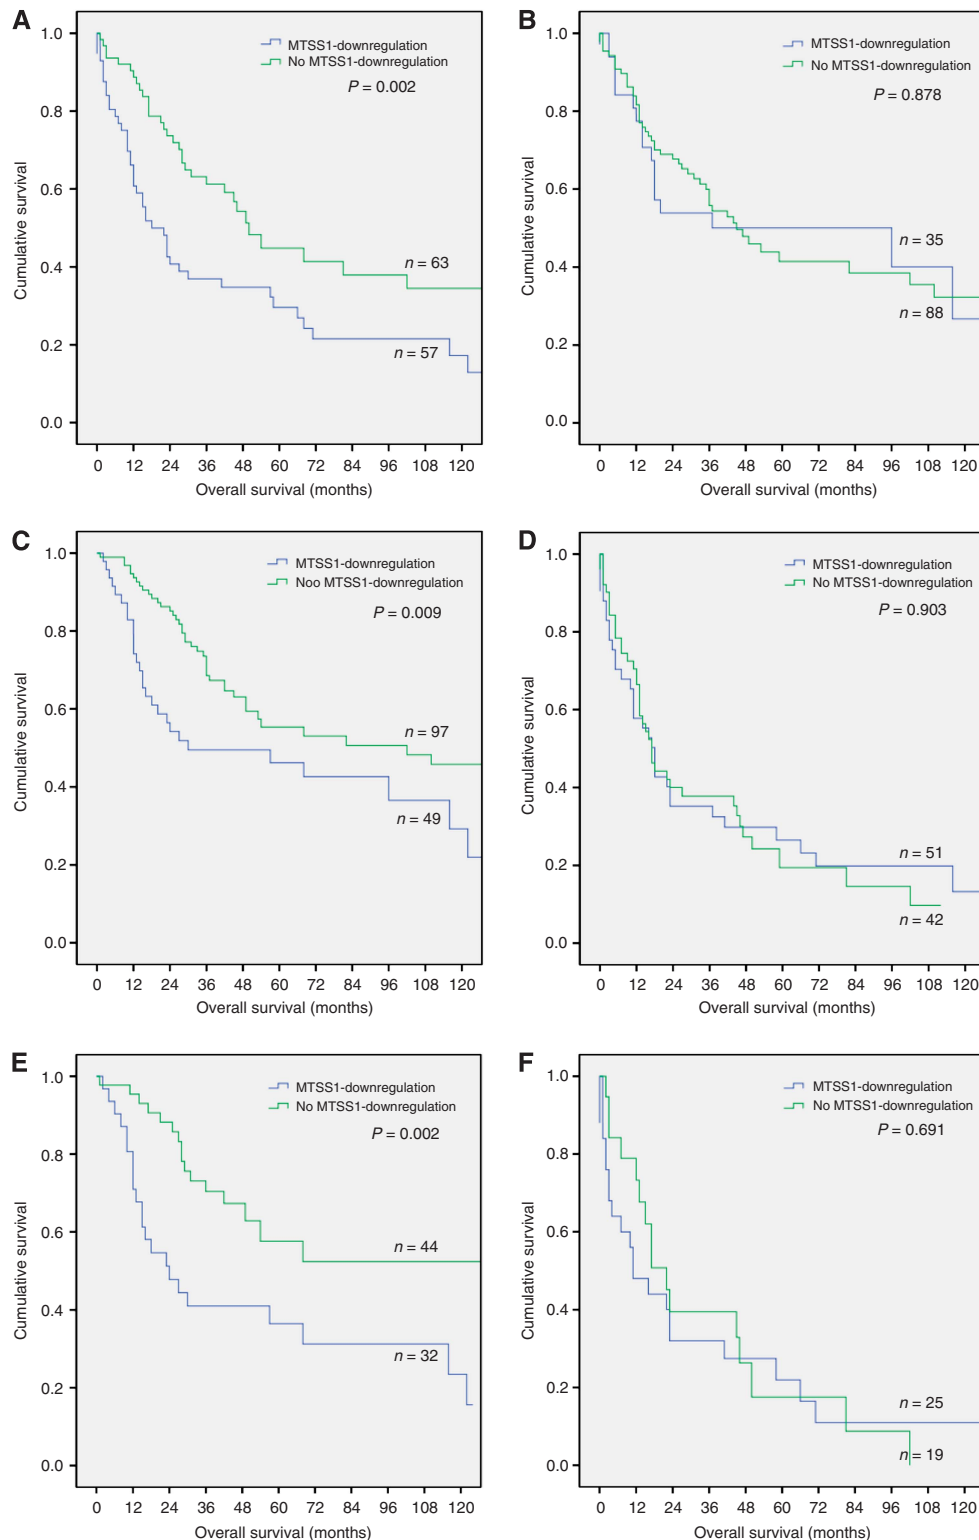 A
1.0
0.8
0.6
0.4
0.2
0.0
Cumulative survival
MTSS1-downregulation
No MTSS1-downregulation
P = 0.002
n = 63
n = 57
0 12 24 36 48 60 72 84 96 108 120
Overall survival (months)
B
1.0
0.8
0.6
0.4
0.2
0.0
Cumulative survival
MTSS1-downregulation
No MTSS1-downregulation
P = 0.878
n = 35
n = 88
0 12 24 36 48 60 72 84 96 108 120
Overall survival (months)
C
1.0
0.8
0.6
0.4
0.2
0.0
Cumulative survival
MTSS1-downregulation
Noo MTSS1-downregulation
P = 0.009
n = 97
n = 49
0 12 24 36 48 60 72 84 96 108 120
Overall survival (months)
D
1.0
0.8
0.6
0.4
0.2
0.0
Cumulative survival
MTSS1-downregulation
No MTSS1-downregulation
P = 0.903
n = 51
n = 42
0 12 24 36 48 60 72 84 96 108 120
Overall survival (months)
E
1.0
0.8
0.6
0.4
0.2
0.0
Cumulative survival
MTSS1-downregulation
No MTSS1-downregulation
P = 0.002
n = 44
n = 32
0 12 24 36 48 60 72 84 96 108 120
Overall survival (months)
F
1.0
0.8
0.6
0.4
0.2
0.0
Cumulative survival
MTSS1-downregulation
No MTSS1-downregulation
P = 0.691
n = 25
n = 19
0 12 24 36 48 60 72 84 96 108 120
Overall survival (months)